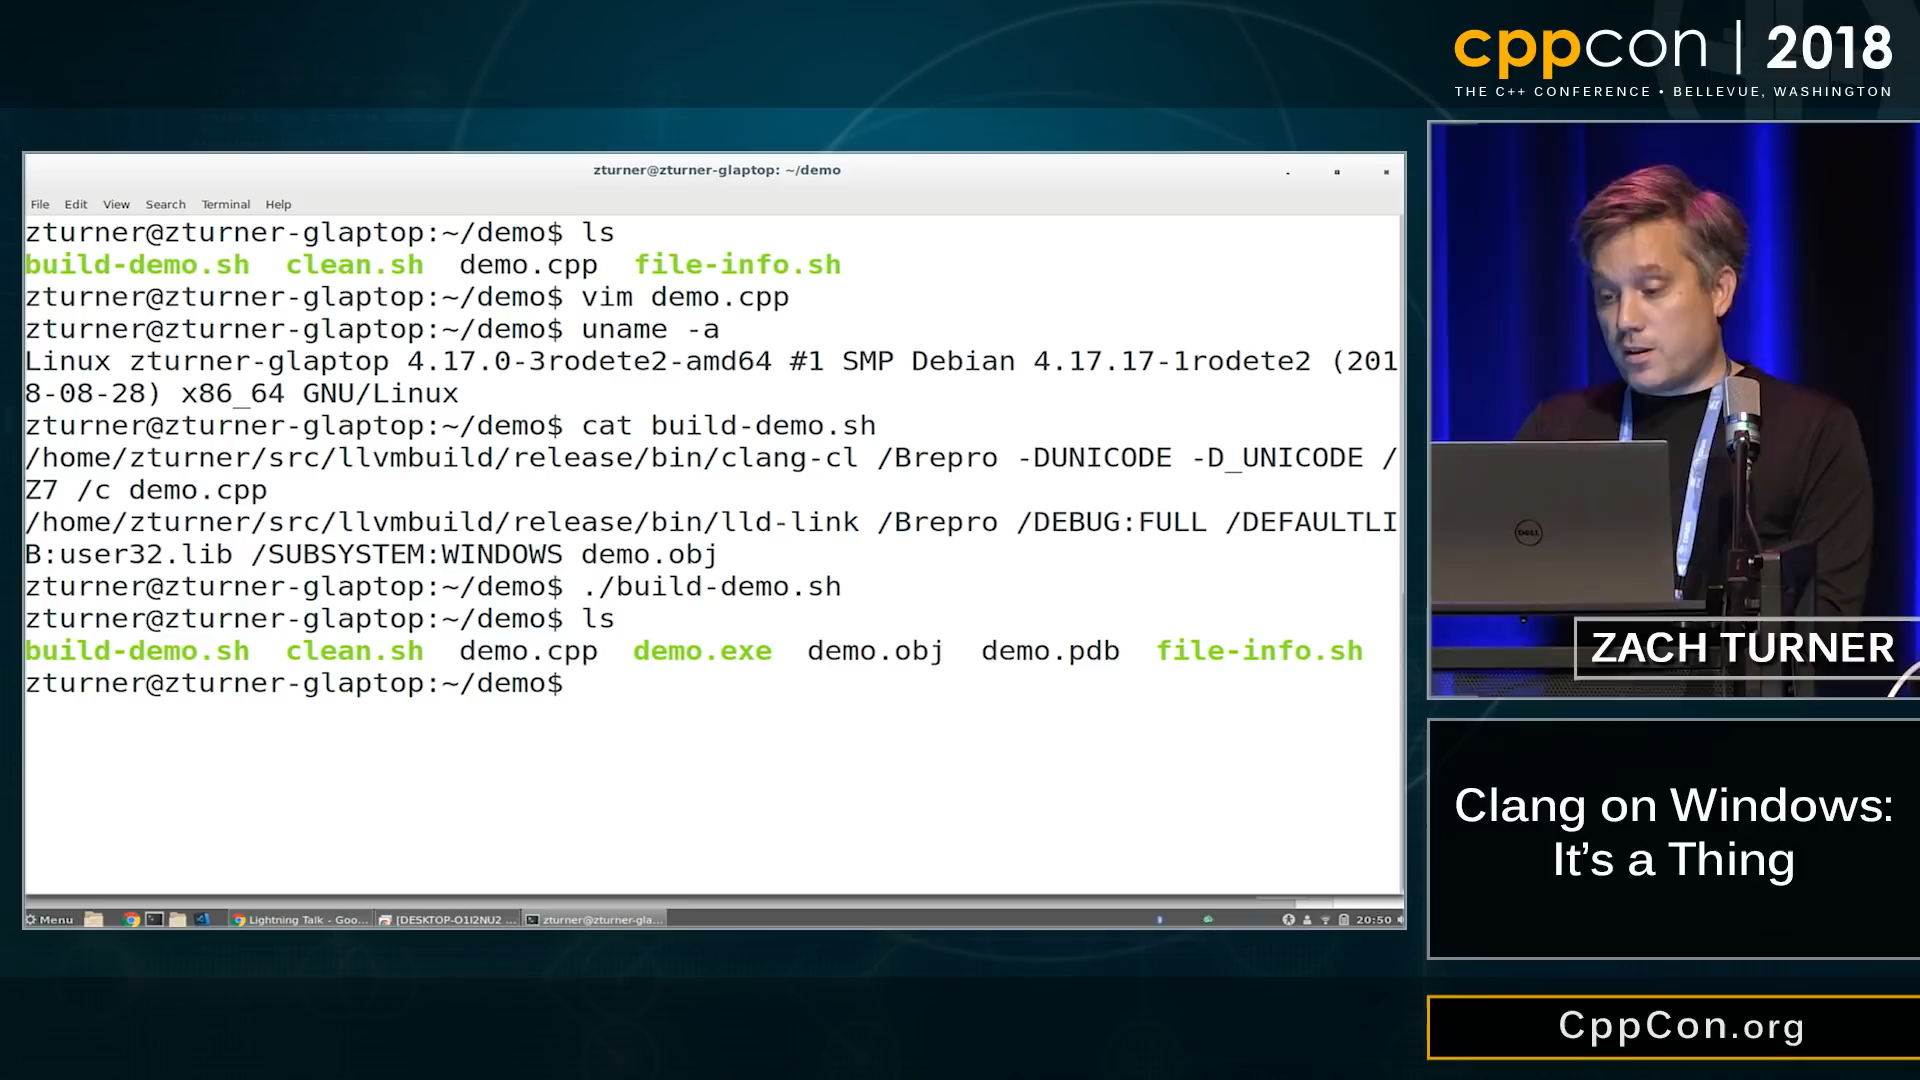 cppcon | 2018
THE C++ CONFERENCE • BELLEVUE, WASHINGTON
zturner@zturner-glaptop: ~/demo
File Edit View Search Terminal Help
zturner@zturner-glaptop:~/demo$ ls
build-demo.sh clean.sh demo.cpp file-info.sh
zturner@zturner-glaptop:~/demo$ vim demo.cpp
zturner@zturner-glaptop:~/demo$ uname -a
Linux zturner-glaptop 4.17.0-3rodete2-amd64 #1 SMP Debian 4.17.17-1rodete2 (201
8-08-28) x86_64 GNU/Linux
zturner@zturner-glaptop:~/demo$ cat build-demo.sh
/home/zturner/src/llvmbuild/release/bin/clang-cl /Brepro -DUNICODE -D_UNICODE /
Z7 /c demo.cpp
/home/zturner/src/llvmbuild/release/bin/lld-link /Brepro /DEBUG:FULL /DEFAULTLI
B:user32.lib /SUBSYSTEM:WINDOWS demo.obj
zturner@zturner-glaptop:~/demo$ ./build-demo.sh
zturner@zturner-glaptop:~/demo$ ls
build-demo.sh clean.sh demo.cpp demo.exe demo.obj demo.pdb file-info.sh
zturner@zturner-glaptop:~/demo$
Menu Lightning Talk - Goo... [DESKTOP-O1I2NU2 ... zturner@zturner-gla... 20:50
DELL
ZACH TURNER
Clang on Windows:
It's a Thing
CppCon.org